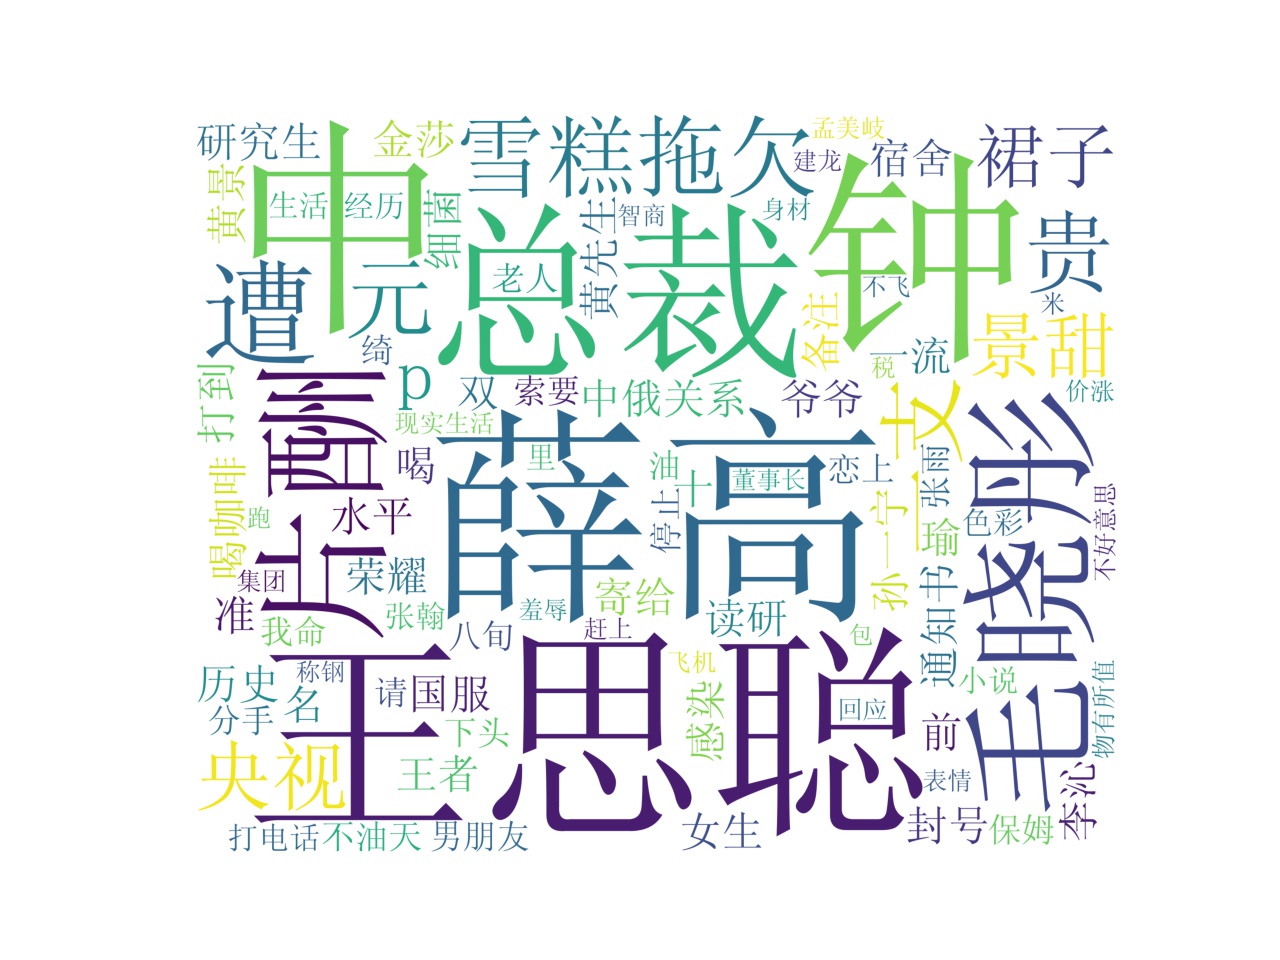 研究生
金莎
雪糕
拖欠
孟美岐
建龙
宿舍
裙子
黄景
中
生活
经历
细菌
总裁
黄先生
智商
身材
钟
贵
遭
元
老人
不飞
米
绮
备注
一流
景甜
打到
酬
p
双
索要
中俄关系
爷爷
税
价涨
现实生活
薛
高
支
毛晓彤
喝咖啡
喝
里
油
十
董事长
恋上
张雨
跑
片
水平
停止
孙一宁
一
瑜
色彩
不好意思
集团
荣耀
准
我命
张翰
羞辱
寄给
读研
通知书
八旬
赶上
包
历史
称钢
王思聪
飞机
小说
物有所值
分手
名
请
国服
下头
感染
回应
前
央视
王者
表情
李沁
打电话
不油天
男朋友
女生
封号
保姆